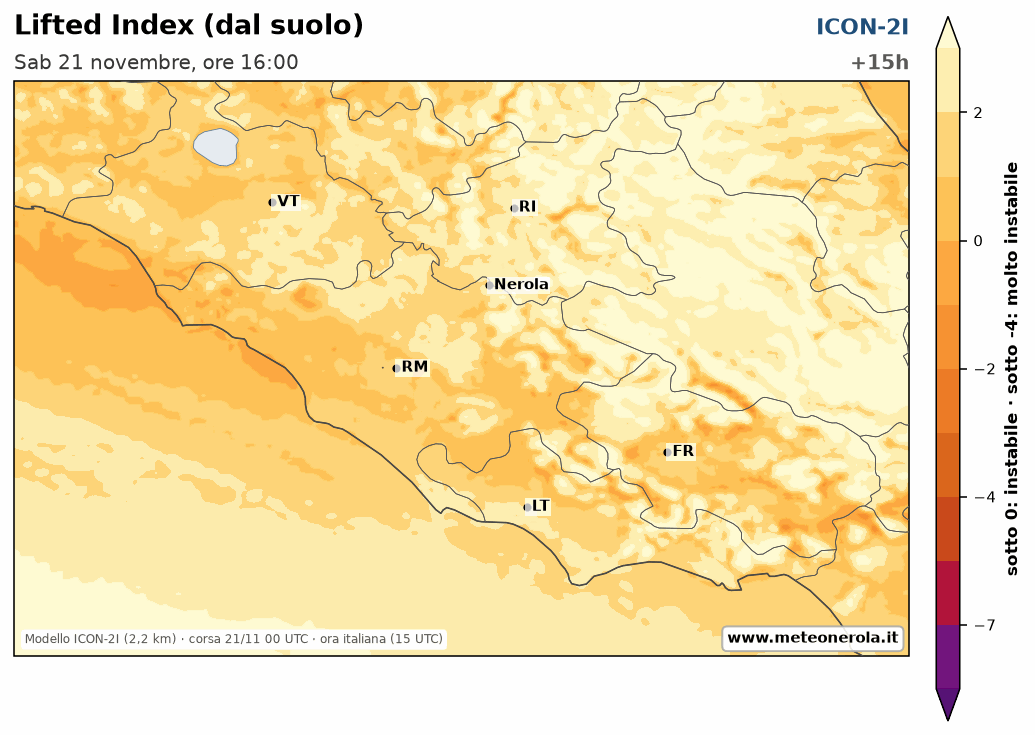 Lifted Index (dal suolo)
ICON-2I
Sab 21 novembre, ore 16:00
+15h
VT
RI
Nerola
RM
FR
LT
Modello ICON-2I (2,2 km) · corsa 21/11 00 UTC · ora italiana (15 UTC)
www.meteonerola.it
2
0
−2
−4
−7
sotto 0: instabile · sotto -4: molto instabile